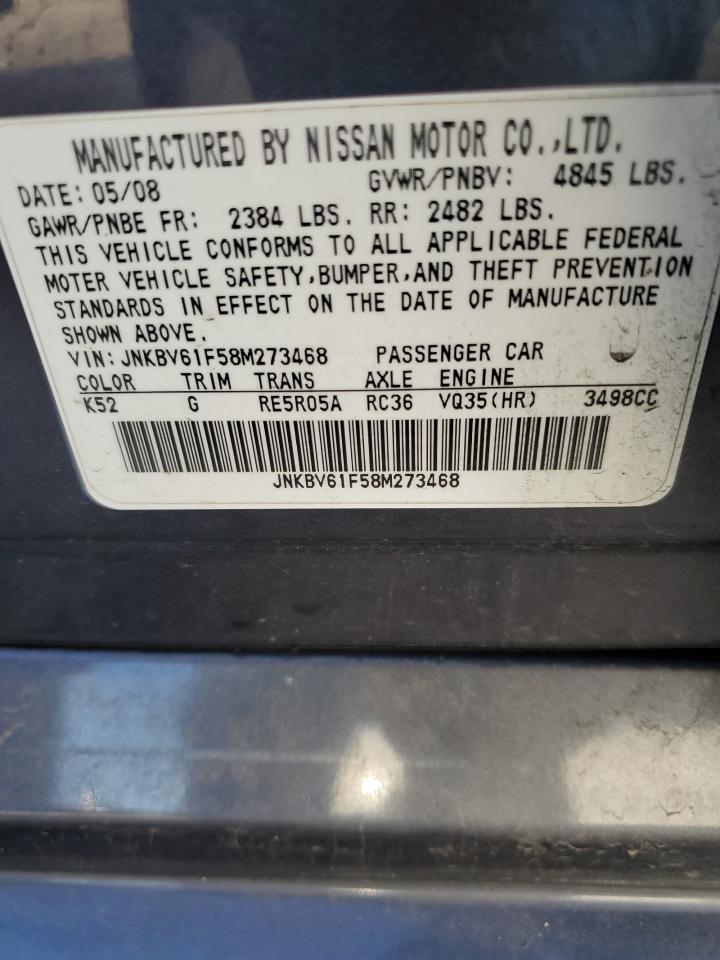 MANUFACTURED BY NISSAN MOTOR CO.,LTD.
DATE: 05/08 GVWR/PNBV: 4845 LBS.
GAWR/PNBE FR: 2384 LBS. RR: 2482 LBS.
THIS VEHICLE CONFORMS TO ALL APPLICABLE FEDERAL
MOTER VEHICLE SAFETY,BUMPER,AND THEFT PREVENTION
STANDARDS IN EFFECT ON THE DATE OF MANUFACTURE
SHOWN ABOVE.
VIN: JNKBV61F58M273468 PASSENGER CAR
COLOR TRIM TRANS AXLE ENGINE
K52 G RE5R05A RC36 VQ35(HR) 3498CC
JNKBV61F58M273468